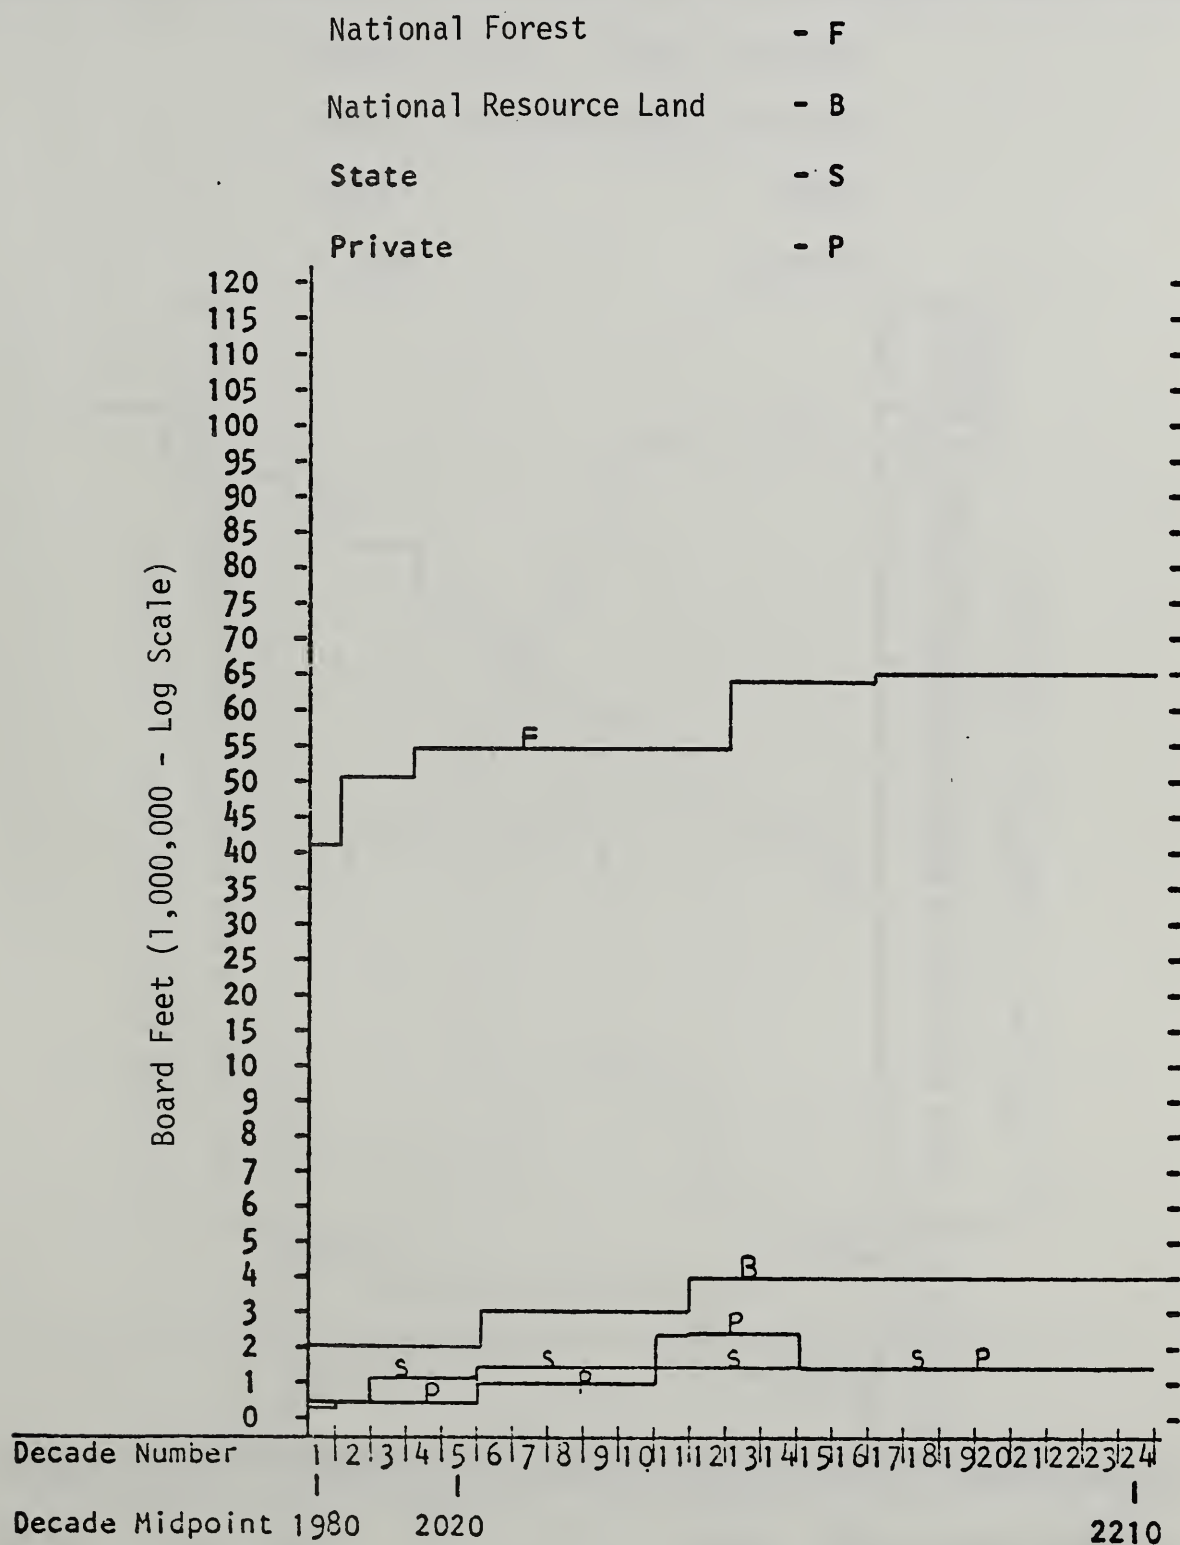 National Forest - F
National Resource Land - B
State - S
Private - P
120
115
110
105
100
95
90
85
80
75
70
65
60
55
50
45
40
35
30
25
20
15
10
9
8
7
6
5
4
3
2
1
0
Board Feet (1,000,000 - Log Scale)
F
B
P
S S S S P
P P
Decade Number 1 2 3 4 5 6 7 8 9 10 11 12 13 14 15 16 17 18 19 20 21 22 23 24
Decade Midpoint 1980 2020 2210